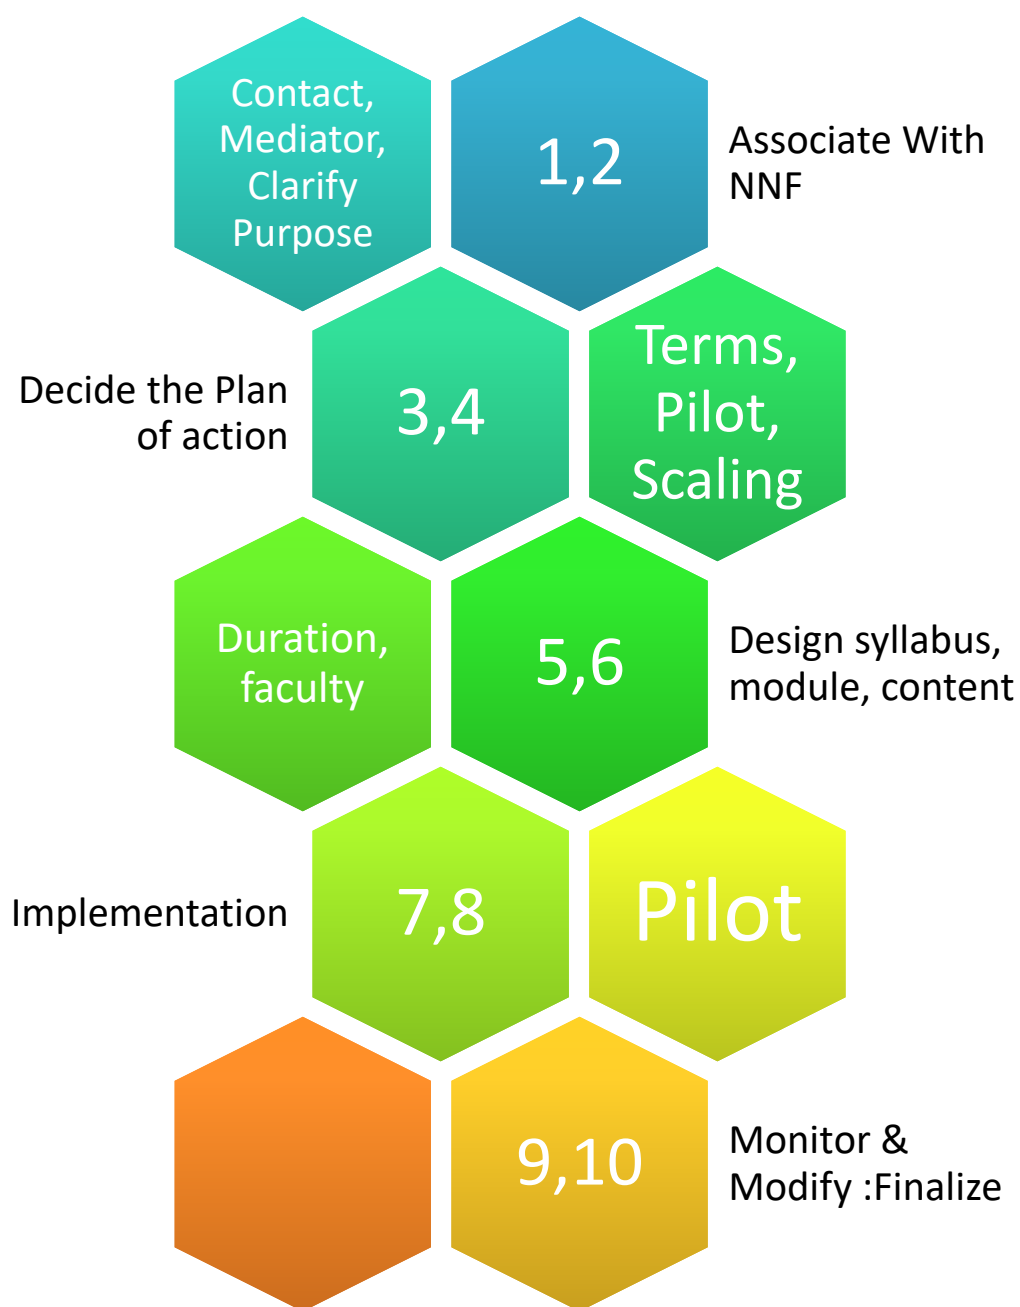 Contact,
Mediator,
Clarify
Purpose
1,2
Associate With
NNF
Decide the Plan
of action
3,4
Terms,
Pilot,
Scaling
Duration,
faculty
5,6
Design syllabus,
module, content
Implementation
7,8
Pilot
9,10
Monitor &
Modify :Finalize